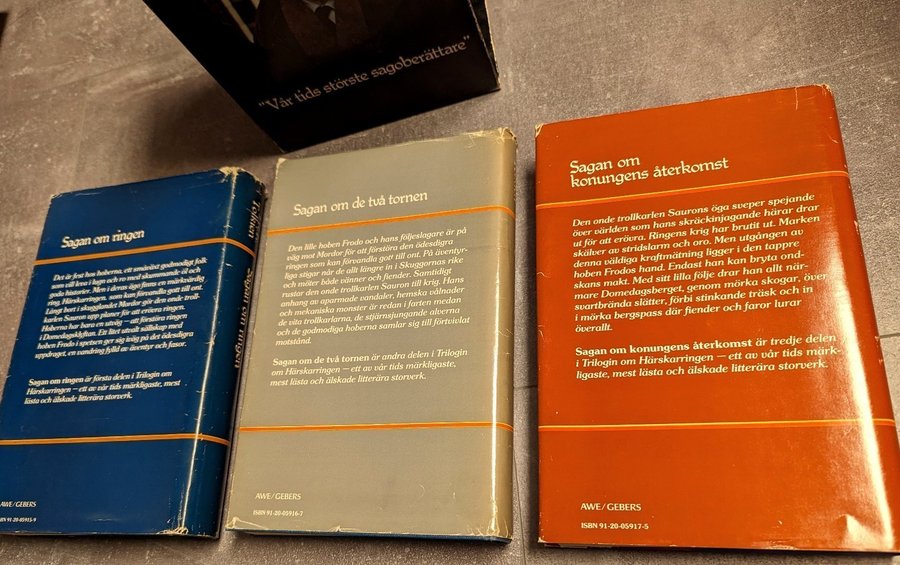 "Vår tids störste sagoberättare"
Sagan om ringen
Det är fest hos hoberna, ett småväxt godmodigt folk
som vill leva i lugn och ro med skummande öl och
goda historier. Men i deras ägo finns en märkvärdig
ring, Härskarringen, som kan förvandla gott till ont.
Långt bort i skugglandet Mordor gör den onde troll-
karlen Sauron upp planer för att erövra ringen.
Hoberna har bara en utväg — att förstöra ringen
i Domedagsklyftan. Ett litet utvalt sällskap med
hoben Frodo i spetsen ger sig iväg på det ödesdigra
uppdraget, en vandring fylld av äventyr och fasor.
Sagan om ringen är första delen i Trilogin om
Härskarringen — ett av vår tids märkligaste, mest
lästa och älskade litterära storverk.
ISBN 91-20-05915-9
Tolkien Sagan om ringen
Sagan om de två tornen
Den lille hoben Frodo och hans följeslagare är på
väg mot Mordor för att förstöra den ödesdigra
ringen som kan förvandla gott till ont. På äventyr-
liga stigar når de allt längre in i Skuggornas rike
och möter både vänner och fiender. Samtidigt
rustar den onde trollkarlen Sauron till krig. Hans
anhang av aparmade vandaler, hemska vålnader
och mekaniska monster är redan i farten medan
de vita trollkarlarna, de stjärnsjungande alverna
och de godmodiga hoberna samlar sig till förtvivlat
motstånd.
Sagan om de två tornen är andra delen i Trilogin
om Härskarringen — ett av vår tids märkligaste,
mest lästa och älskade litterära storverk.
AWE/GEBERS
ISBN 91-20-05916-7
Sagan om
konungens återkomst
Den onde trollkarlen Saurons öga sveper spejande
över världen som hans skräckinjagande härar drar
ut för att erövra. Ringens krig har brutit ut. Marken
skälver av stridslarm och oro. Men utgången av
denna väldiga kraftmätning ligger i den tappre
hoben Frodos hand. Endast han kan bryta ond-
skans makt. Med sitt lilla följe drar han allt när-
mare Domedagsberget, genom mörka skogar, över
svartbrända slätter, förbi stinkande träsk och in
i mörka bergspass där fiender och faror lurar
överallt.
Sagan om konungens återkomst är tredje delen
i Trilogin om Härskarringen — ett av vår tids märk-
ligaste, mest lästa och älskade litterära storverk.
AWE/GEBERS
ISBN 91-20-05917-5